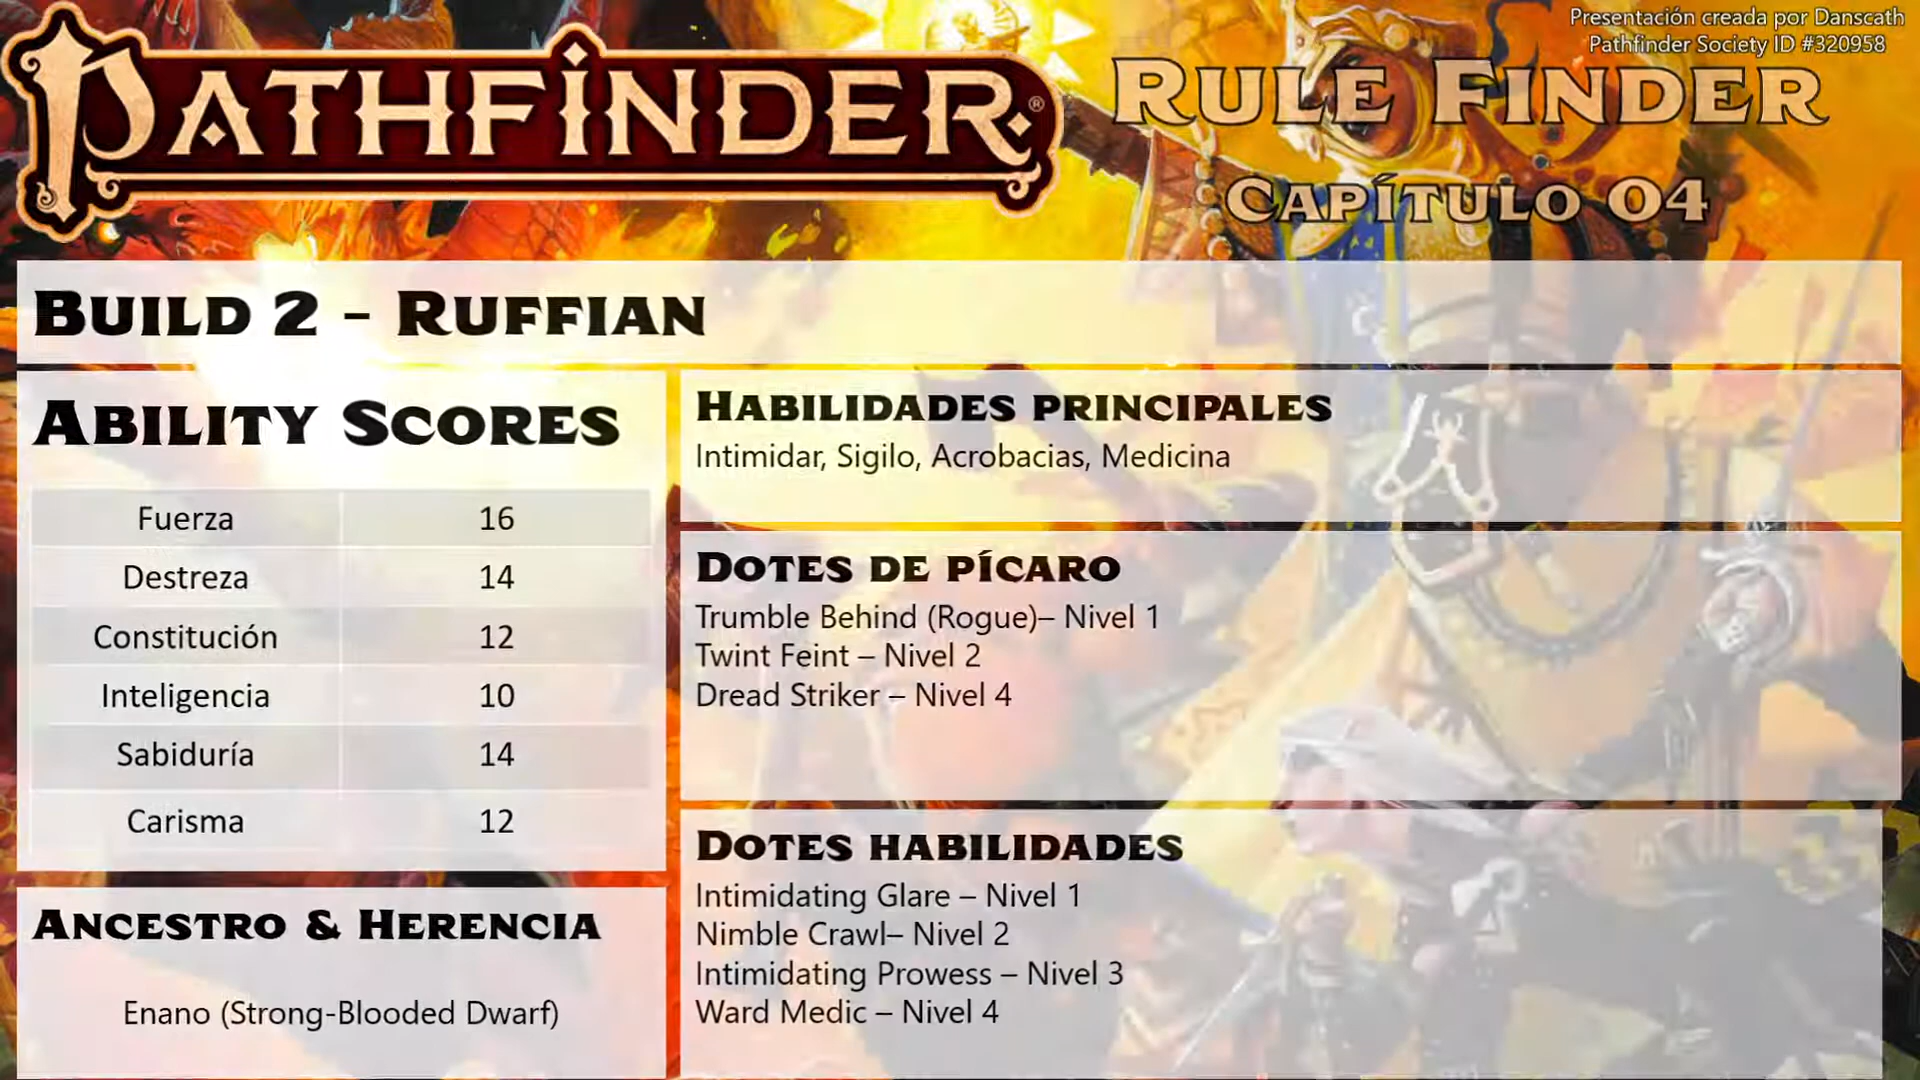 Presentación creada por Danscath
Pathfinder Society ID #320958
PATHFINDER®
RULE FINDER
CAPÍTULO 04
BUILD 2 – RUFFIAN
ABILITY SCORES
Fuerza 16
Destreza 14
Constitución 12
Inteligencia 10
Sabiduría 14
Carisma 12
ANCESTRO & HERENCIA
Enano (Strong-Blooded Dwarf)
HABILIDADES PRINCIPALES
Intimidar, Sigilo, Acrobacias, Medicina
DOTES DE PÍCARO
Trumble Behind (Rogue)– Nivel 1
Twint Feint – Nivel 2
Dread Striker – Nivel 4
DOTES HABILIDADES
Intimidating Glare – Nivel 1
Nimble Crawl– Nivel 2
Intimidating Prowess – Nivel 3
Ward Medic – Nivel 4